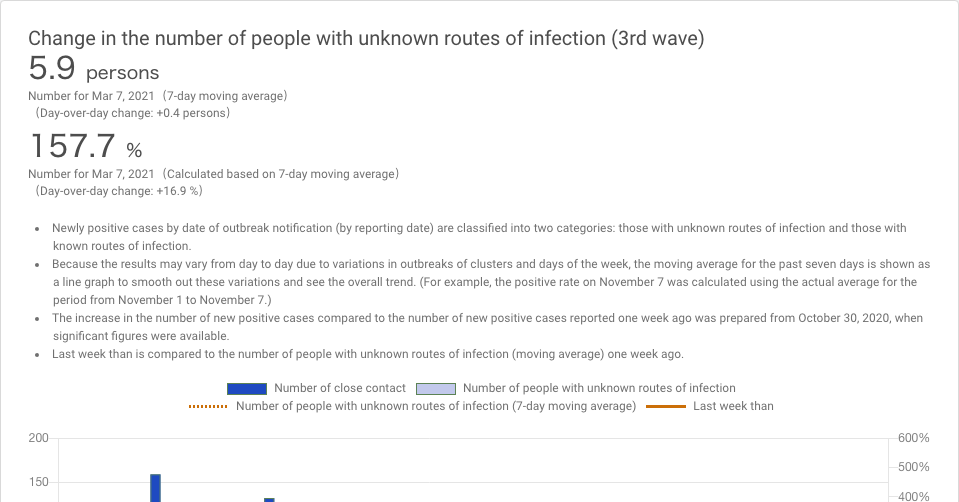 Change in the number of people with unknown routes of infection (3rd wave)
5.9 persons
Number for Mar 7, 2021（7-day moving average）
（Day-over-day change: +0.4 persons）
157.7 %
Number for Mar 7, 2021（Calculated based on 7-day moving average）
（Day-over-day change: +16.9 %）
• Newly positive cases by date of outbreak notification (by reporting date) are classified into two categories: those with unknown routes of infection and those with
known routes of infection.
• Because the results may vary from day to day due to variations in outbreaks of clusters and days of the week, the moving average for the past seven days is shown as
a line graph to smooth out these variations and see the overall trend. (For example, the positive rate on November 7 was calculated using the actual average for the
period from November 1 to November 7.)
• The increase in the number of new positive cases compared to the number of new positive cases reported one week ago was prepared from October 30, 2020, when
significant figures were available.
• Last week than is compared to the number of people with unknown routes of infection (moving average) one week ago.
Number of close contact Number of people with unknown routes of infection
Number of people with unknown routes of infection (7-day moving average) Last week than
200 600%
500%
150
400%